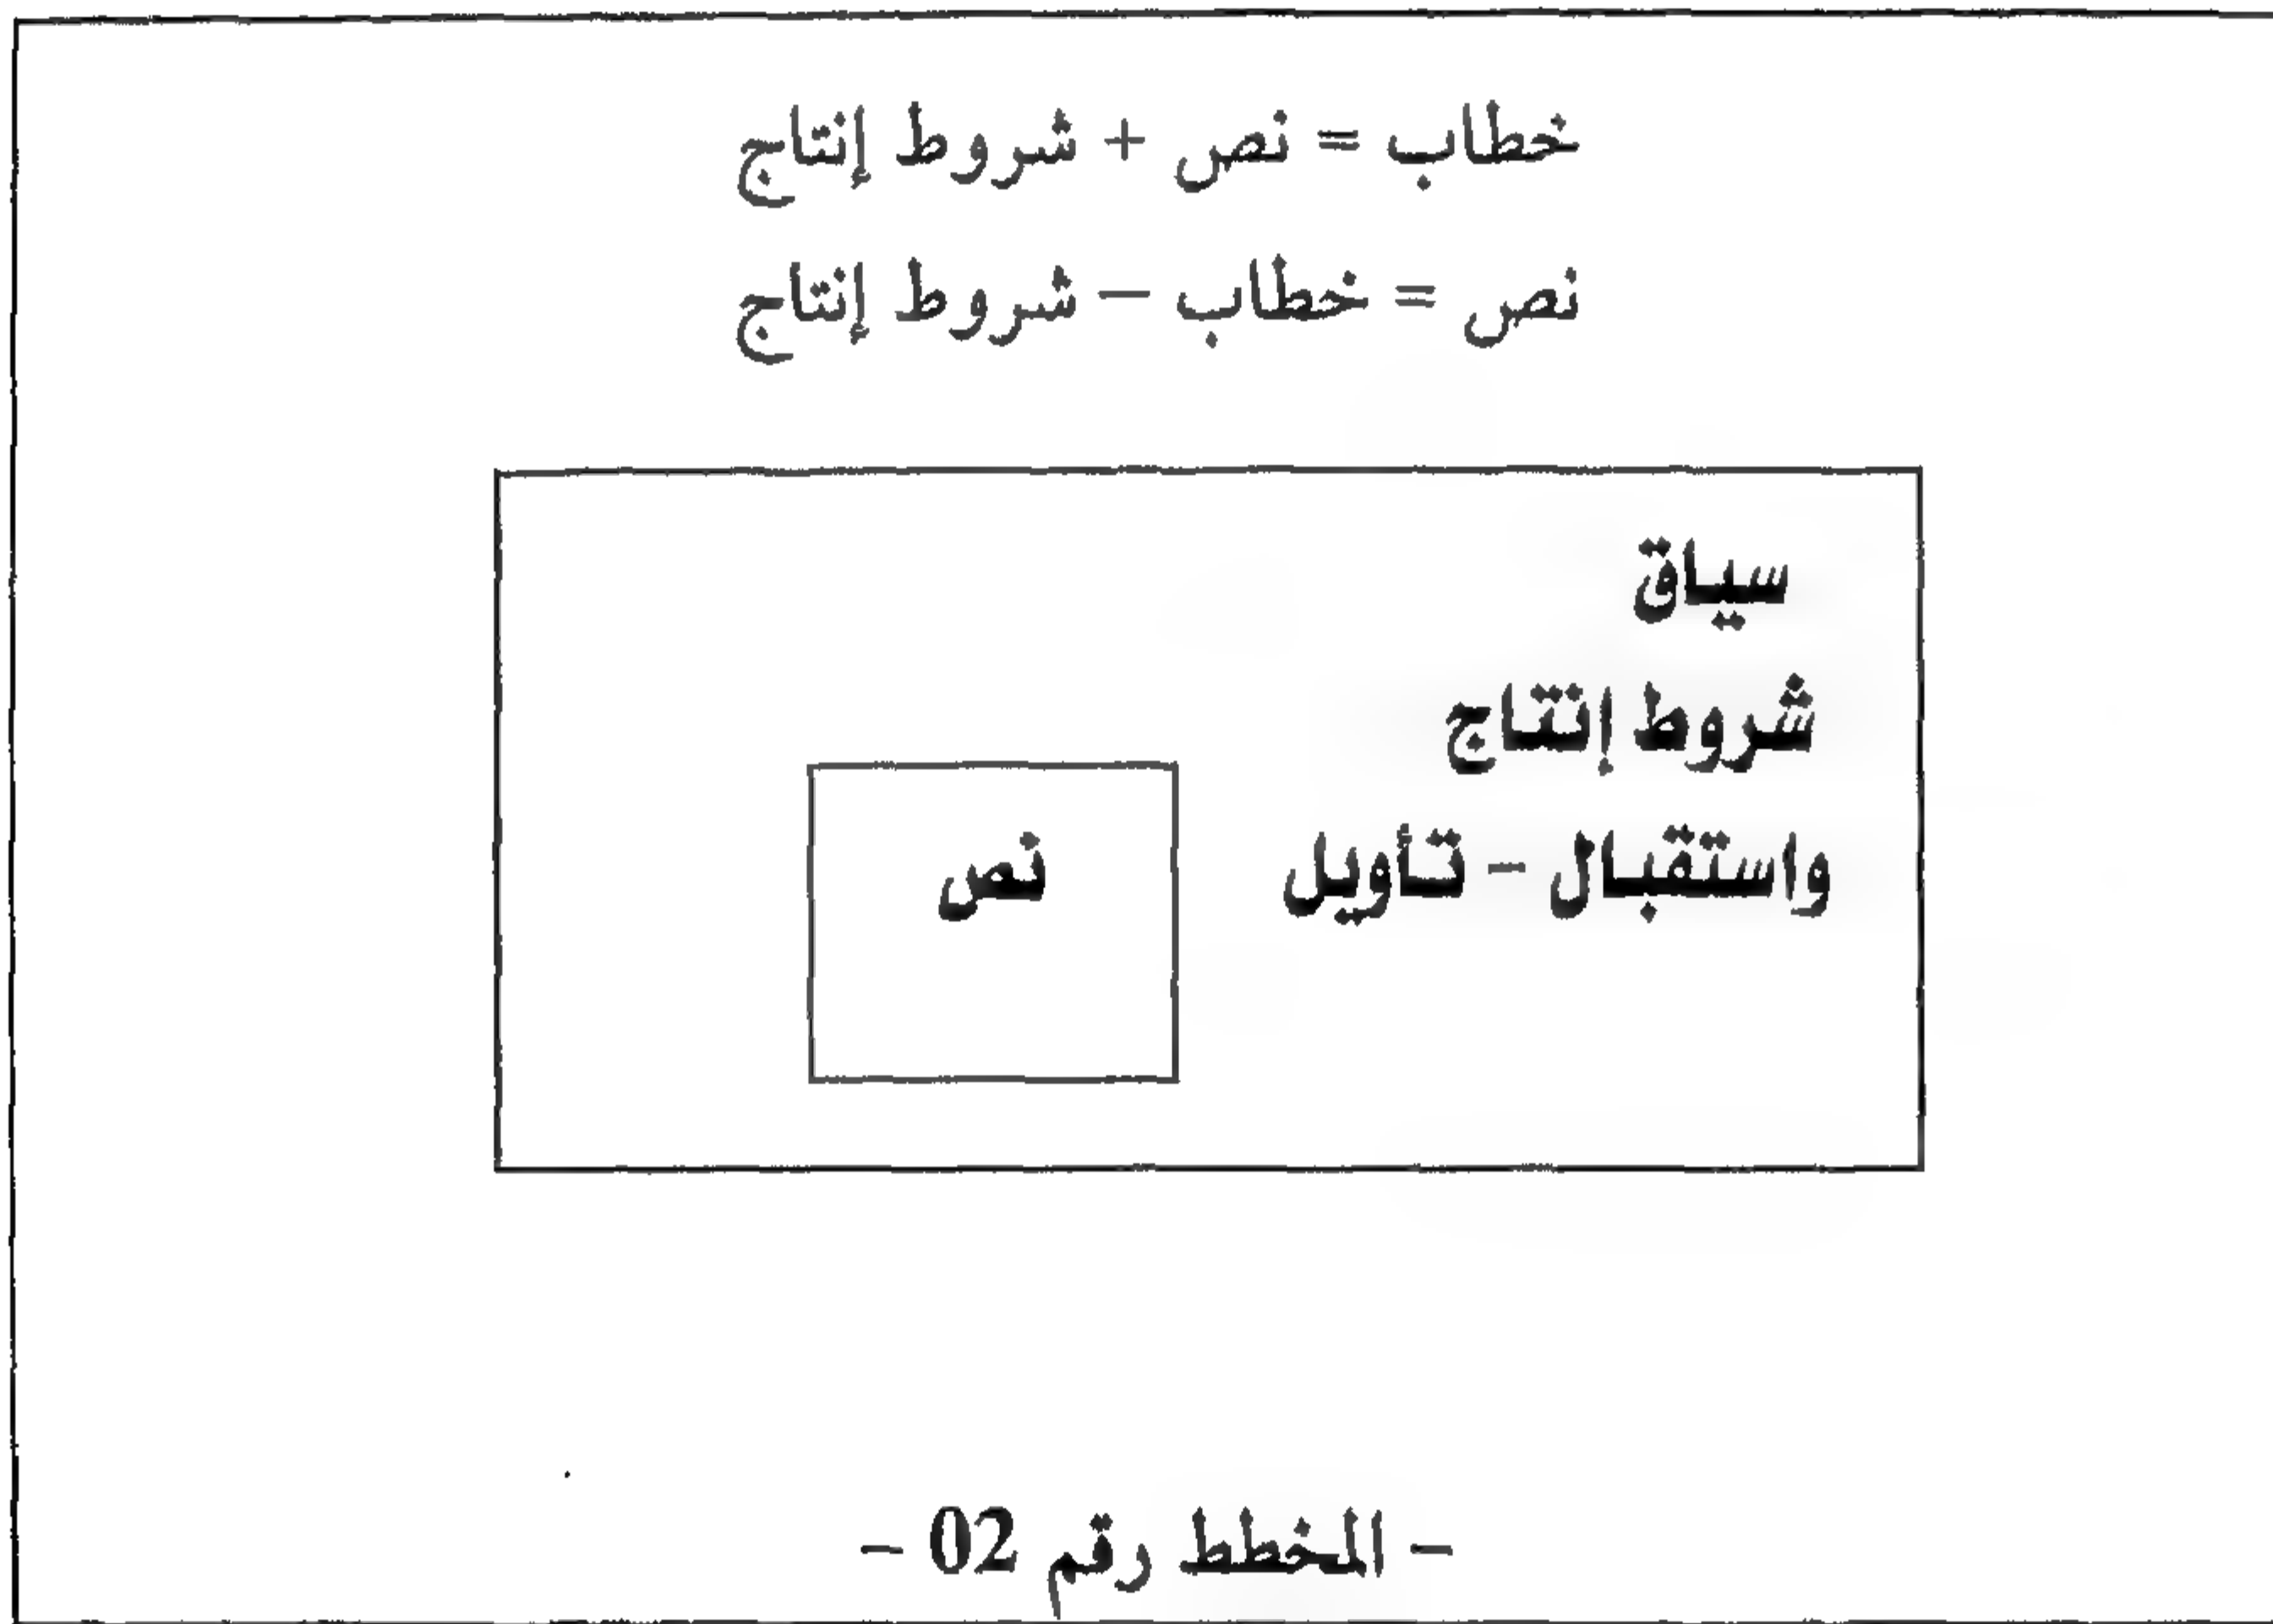 خطاب = نص + شروط إنتاج
نص = خطاب – شروط إنتاج
سياق
شروط إنتاج
واستقبال – تأويل
نص
– المخطط رقم 02 –